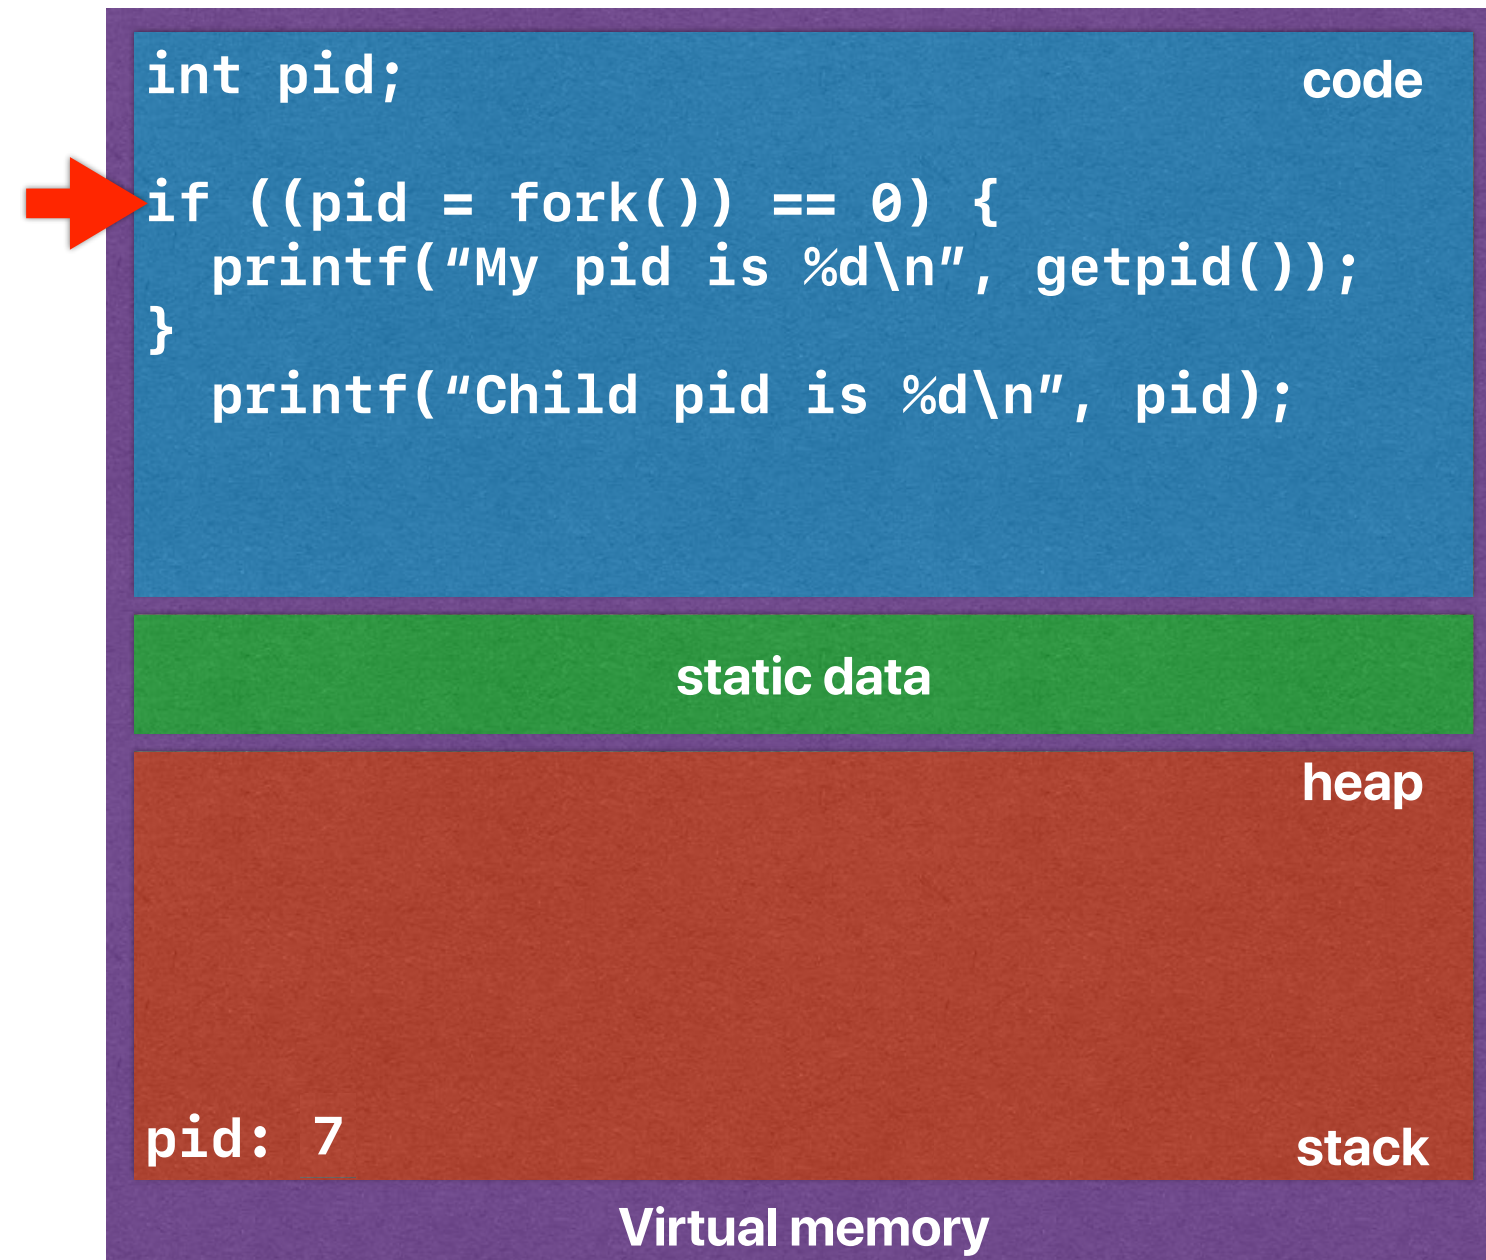 int pid;
code
if ((pid = fork()) == 0) {
  printf(“My pid is %d\n”, getpid());
}
  printf(“Child pid is %d\n”, pid);
static data
heap
pid: 7
stack
Virtual memory